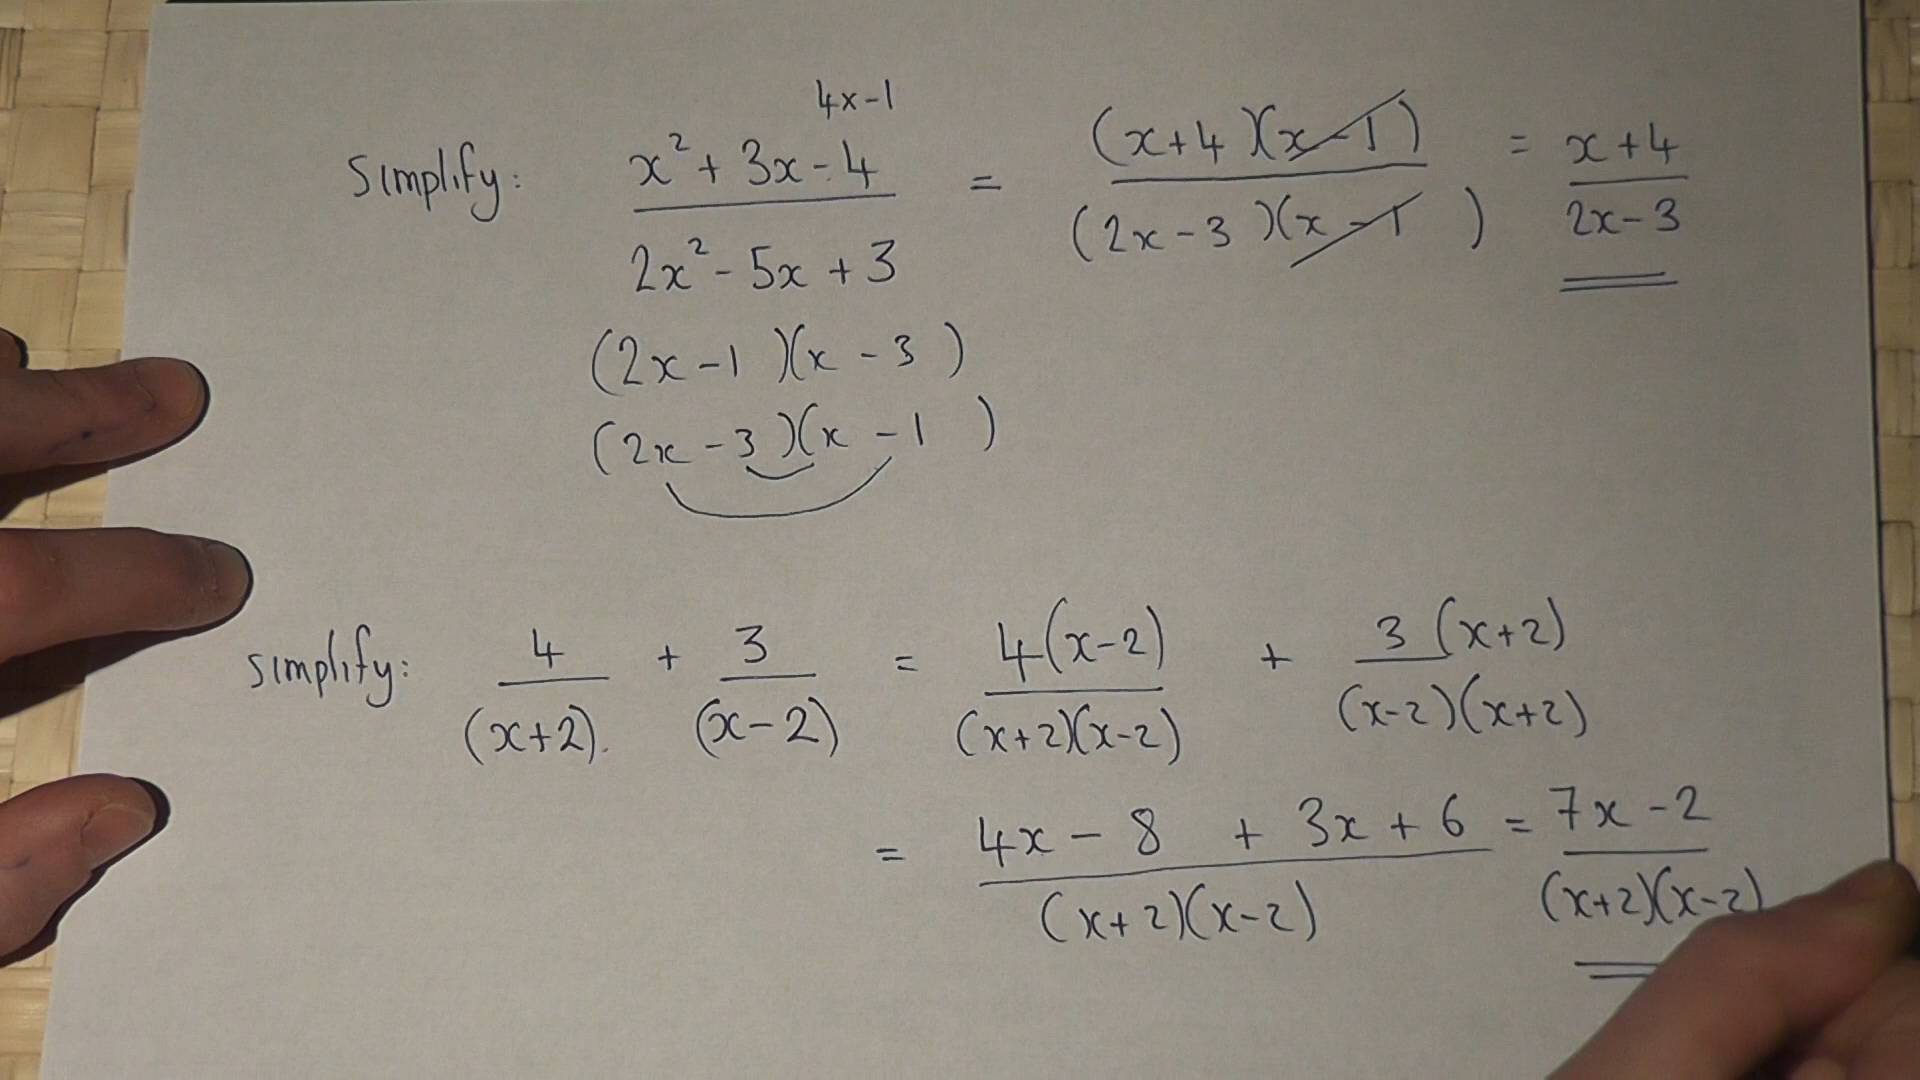 4x-1
Simplify: x² + 3x - 4 = (x+4)(x-1) = x+4
2x² - 5x + 3 (2x-3)(x-1) 2x-3
(2x-1)(x-3)
(2x-3)(x-1)
Simplify: 4 + 3 = 4(x-2) + 3(x+2)
(x+2). (x-2) (x+2)(x-2) (x-2)(x+2)
= 4x - 8 + 3x + 6 = 7x - 2
(x+2)(x-2) (x+2)(x-2)